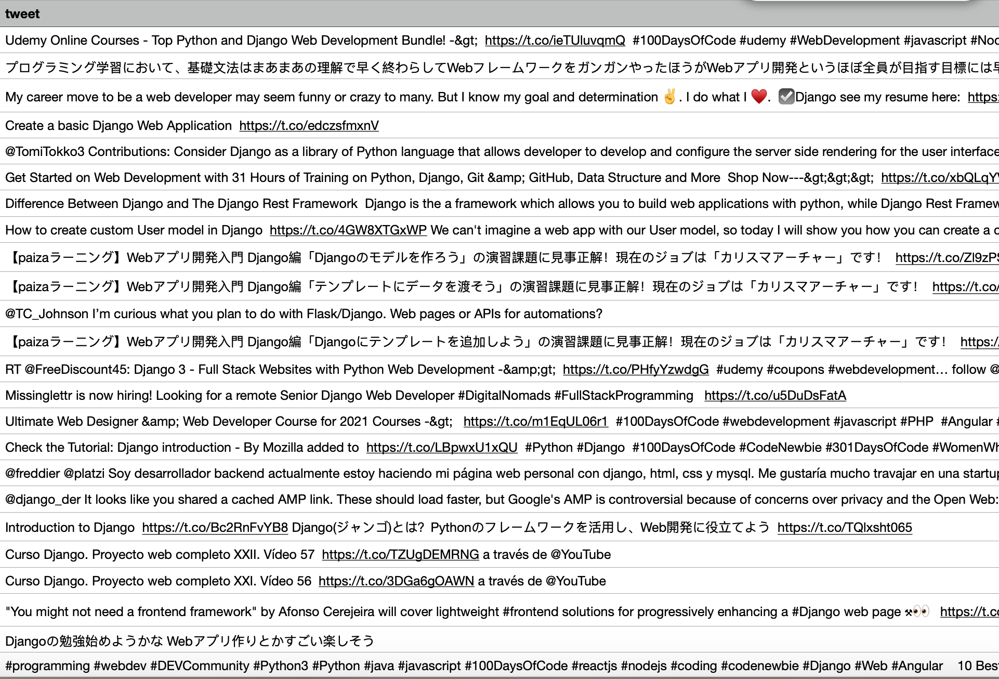 tweet
Udemy Online Courses - Top Python and Django Web Development Bundle! -&gt; https://t.co/ieTUluvqmQ #100DaysOfCode #udemy #WebDevelopment #javascript
プログラミング学習において、基礎文法はまあまあの理解で早く終わらしてWebフレームワークをガンガンやったほうがWebアプリ開発というほぼ全員が目指す目標には
My career move to be a web developer may seem funny or crazy to many. But I know my goal and determination ✌️. I do what I ♥️. ☑️Django see my resume here: https:
Create a basic Django Web Application https://t.co/edczsfmxnV
@TomiTokko3 Contributions: Consider Django as a library of Python language that allows developer to develop and configure the server side rendering for the user interface
Get Started on Web Development with 31 Hours of Training on Python, Django, Git &amp; GitHub, Data Structure and More Shop Now---&gt;&gt;&gt; https://t.co/xbQLqY
Difference Between Django and The Django Rest Framework Django is the a framework which allows you to build web applications with python, while Django Rest
How to create custom User model in Django https://t.co/4GW8XTGxWP We can't imagine a web app with our User model, so today I will show you how you can create a c
【paizaラーニング】Webアプリ開発入門 Django編「Djangoのモデルを作ろう」の演習課題に見事正解！現在のジョブは「カリスマアーチャー」です！ https://t.co/Zl9zP
【paizaラーニング】Webアプリ開発入門 Django編「テンプレートにデータを渡そう」の演習課題に見事正解！現在のジョブは「カリスマアーチャー」です！ https://t.co/
@TC_Johnson I’m curious what you plan to do with Flask/Django. Web pages or APIs for automations?
【paizaラーニング】Webアプリ開発入門 Django編「Djangoにテンプレートを追加しよう」の演習課題に見事正解！現在のジョブは「カリスマアーチャー」です！ https:/
RT @FreeDiscount45: Django 3 - Full Stack Websites with Python Web Development -&amp;gt; https://t.co/PHfyYzwdgG #udemy #coupons #webdevelopment… follow @
Missinglettr is now hiring! Looking for a remote Senior Django Web Developer #DigitalNomads #FullStackProgramming https://t.co/u5DuDsFatA
Ultimate Web Designer &amp; Web Developer Course for 2021 Courses -&gt; https://t.co/m1EqUL06r1 #100DaysOfCode #webdevelopment #javascript #PHP #Angular #
Check the Tutorial: Django introduction - By Mozilla added to https://t.co/LBpwxU1xQU #Python #Django #100DaysOfCode #CodeNewbie #301DaysOfCode #WomenWh
@freddier @platzi Soy desarrollador backend actualmente estoy haciendo mi página web personal con django, html, css y mysql. Me gustaría mucho travajar en una startup
@django_der It looks like you shared a cached AMP link. These should load faster, but Google's AMP is controversial because of concerns over privacy and the Open Web:
Introduction to Django https://t.co/Bc2RnFvYB8 Django(ジャンゴ)とは？Pythonのフレームワークを活用し、Web開発に役立てよう https://t.co/TQlxsht065
Curso Django. Proyecto web completo XXII. Vídeo 57 https://t.co/TZUgDEMRNG a través de @YouTube
Curso Django. Proyecto web completo XXI. Vídeo 56 https://t.co/3DGa6gOAWN a través de @YouTube
"You might not need a frontend framework" by Afonso Cerejeira will cover lightweight #frontend solutions for progressively enhancing a #Django web page ⚒👀 https://t.c
Djangoの勉強始めようかな Webアプリ作りとかすごい楽しそう
#programming #webdev #DEVCommunity #Python3 #Python #java #javascript #100DaysOfCode #reactjs #nodejs #coding #codenewbie #Django #Web #Angular 10 Bes